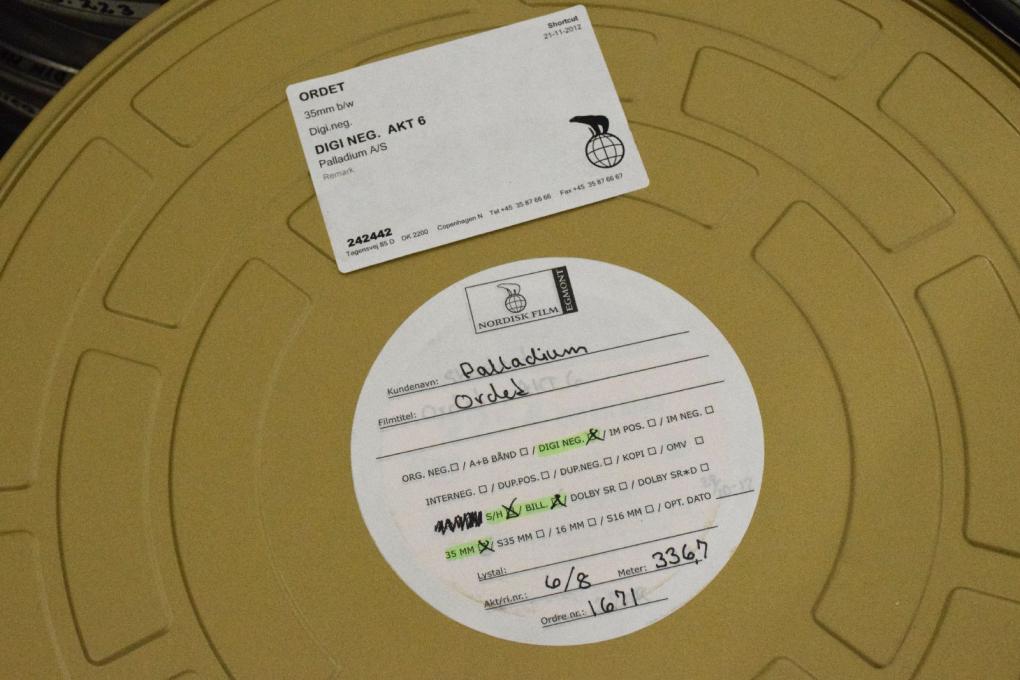 Shortcut
21-11-2012
ORDET
35mm b/w
Digi.neg.
DIGI NEG. AKT 6
Palladium A/S
Remark
242442
Tagensvej 85 D DK 2200 Copenhagen N Tel +45 35 87 66 66 Fax +45 35 87 66 67
NORDISK FILM
EGMONT
Kundenavn: Palladium
Filmtitel: Ordet
ORG. NEG.☐ / A+B BÅND ☐ / DIGI NEG. ☒ / IM POS. ☐ / IM NEG. ☐
INTERNEG. ☐ / DUP.POS. ☐ / DUP.NEG. ☐ / KOPI ☐ / OMV ☐
S/H ☒ / BILL. ☒ / DOLBY SR ☐ / DOLBY SR*D ☐
35 MM ☒ / S35 MM ☐ / 16 MM ☐ / S16 MM ☐ / OPT. DATO
Lystal:
Akt/rl.nr.: 6/8 Meter: 336,7
Ordre nr.: 1671